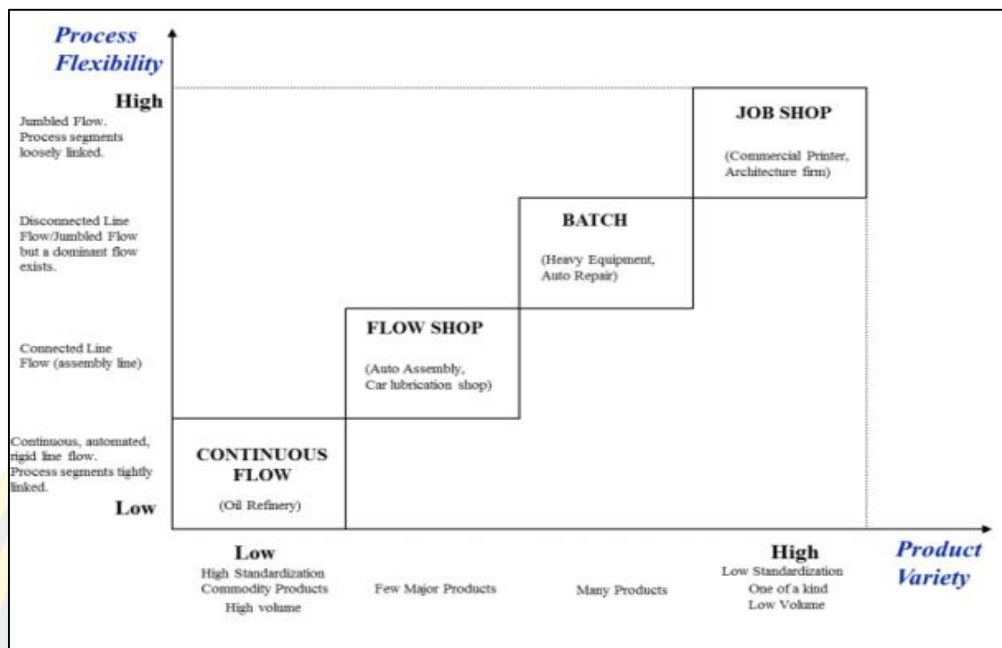 Process
Flexibility
High
Jumbled Flow.
Process segments
loosely linked.
JOB SHOP
(Commercial Printer,
Architecture firm)
Disconnected Line
Flow/Jumbled Flow
but a dominant flow
exists.
BATCH
(Heavy Equipment,
Auto Repair)
Connected Line
Flow (assembly line)
FLOW SHOP
(Auto Assembly,
Car lubrication shop)
Continuous, automated,
rigid line flow.
Process segments tightly
linked.
Low
CONTINUOUS
FLOW
(Oil Refinery)
Low
High Standardization
Commodity Products
High volume
Few Major Products
Many Products
High
Low Standardization
One of a kind
Low Volume
Product
Variety